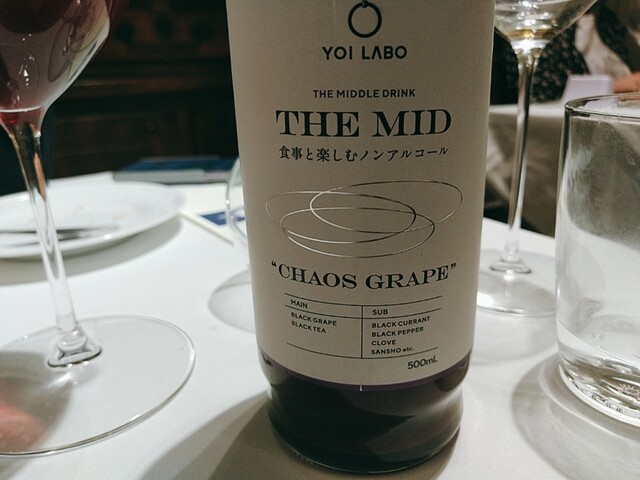 YOI LABO
THE MIDDLE DRINK
THE MID
食事と楽しむノンアルコール
"CHAOS GRAPE"
MAIN
BLACK GRAPE
BLACK TEA
SUB
BLACK CURRANT
BLACK PEPPER
CLOVE
SANSHO etc.
500mL